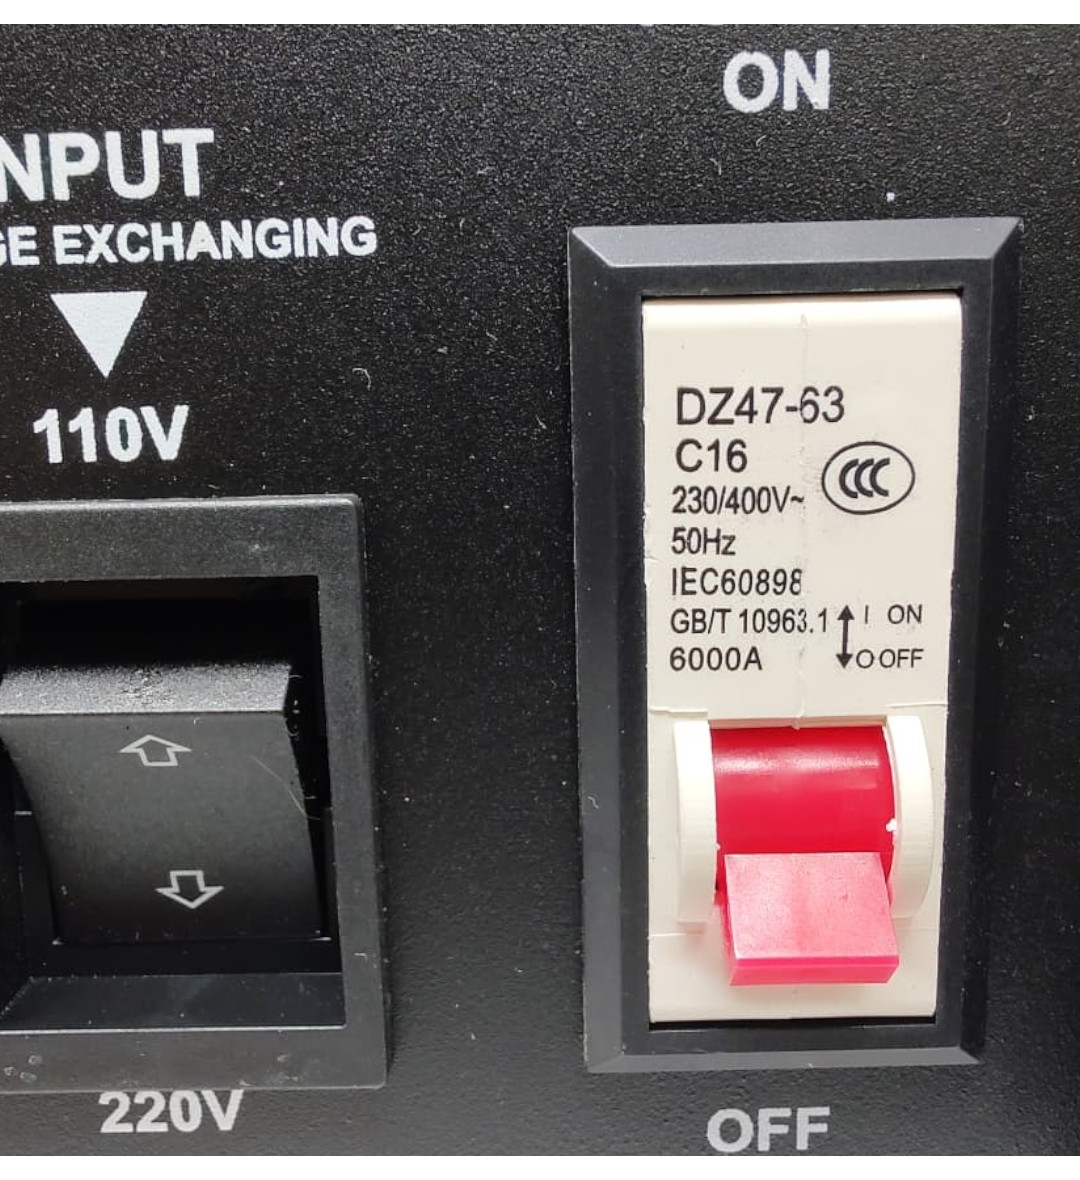 ON
NPUT
GE EXCHANGING
110V
DZ47-63
C16
CCC
230/400V~
50Hz
IEC60898
GB/T 10963.1
I ON
6000A
O OFF
220V
OFF